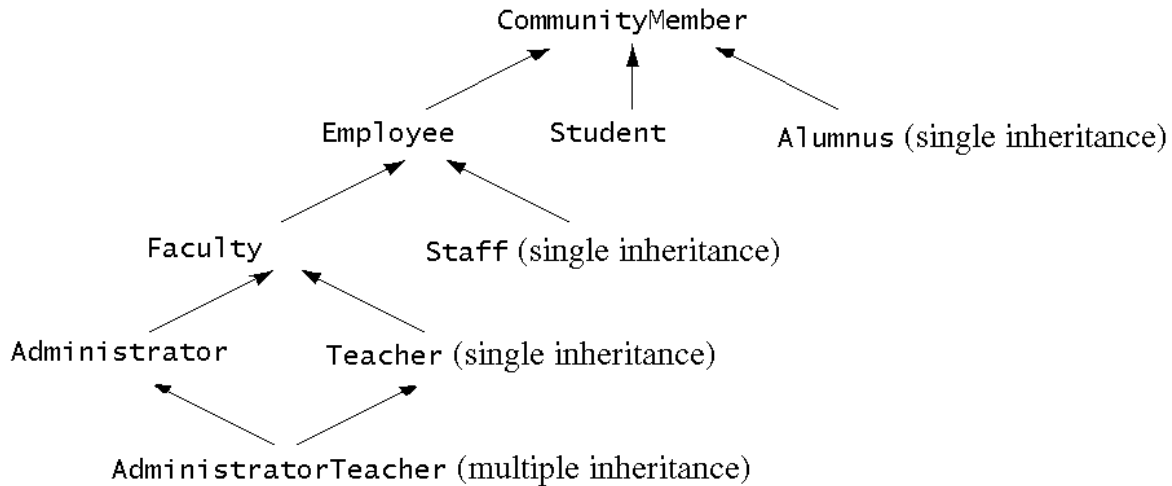 CommunityMember
Employee Student Alumnus (single inheritance)
Faculty Staff (single inheritance)
Administrator Teacher (single inheritance)
AdministratorTeacher (multiple inheritance)